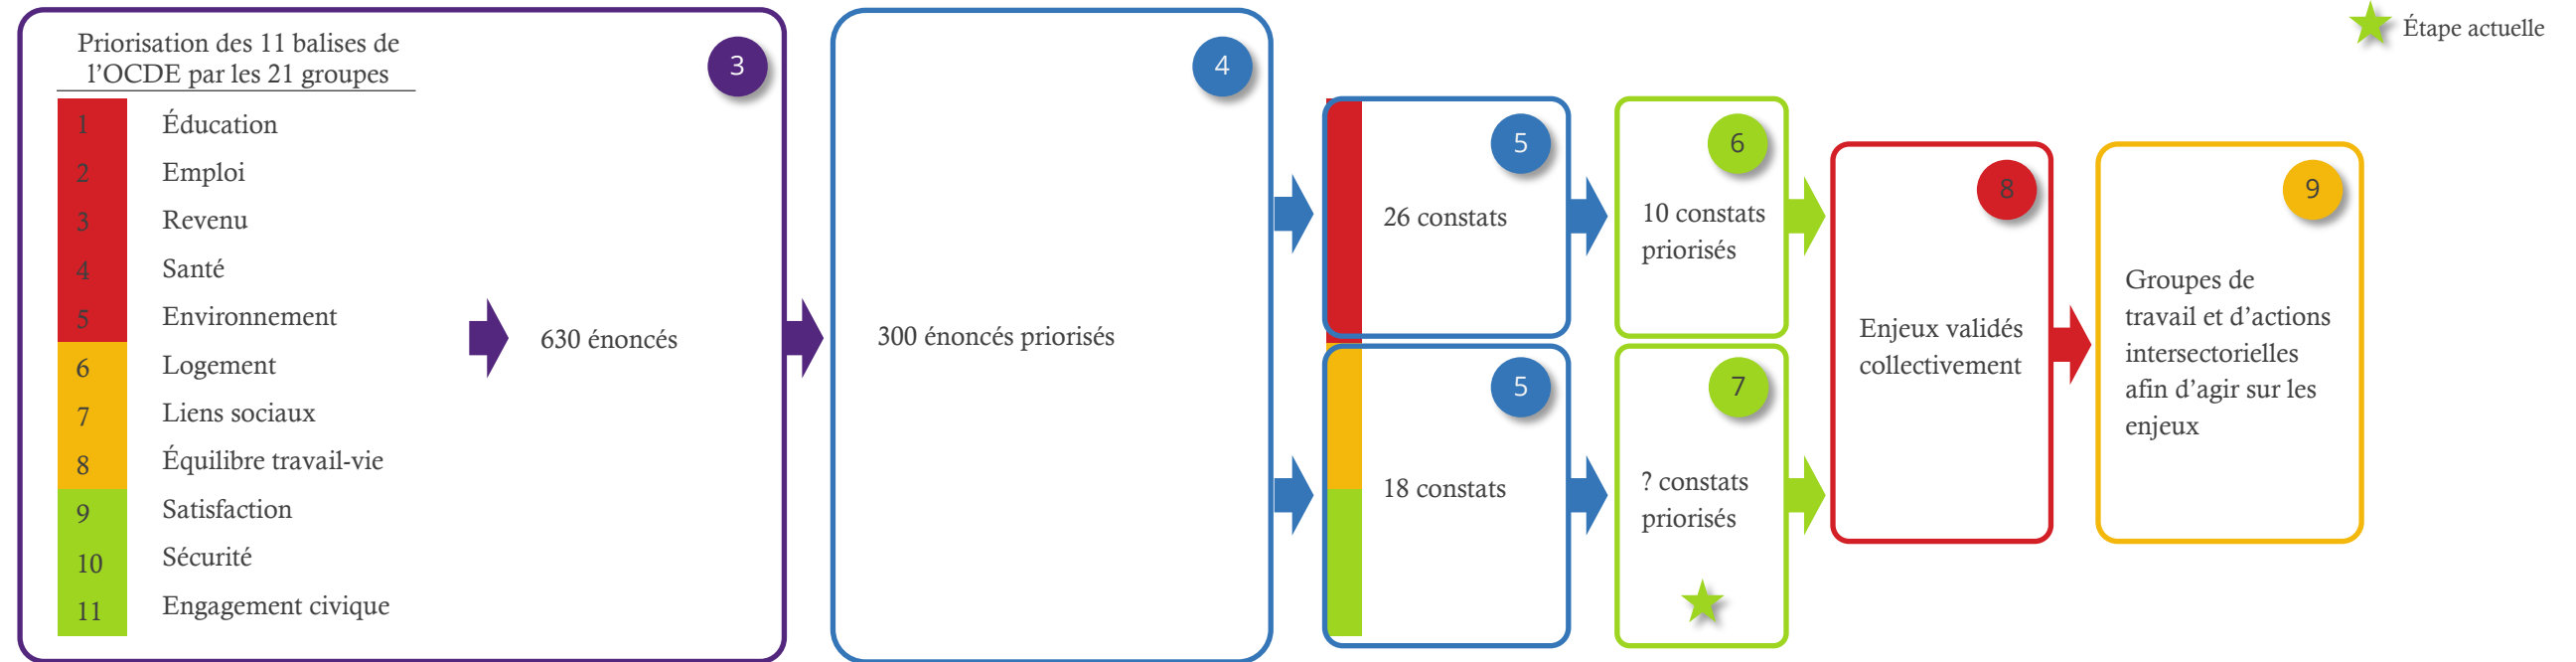 Priorisation des 11 balises de
l’OCDE par les 21 groupes
1 Éducation
2 Emploi
3 Revenu
4 Santé
5 Environnement
6 Logement
7 Liens sociaux
8 Équilibre travail-vie
9 Satisfaction
10 Sécurité
11 Engagement civique
630 énoncés
3
4
300 énoncés priorisés
5
26 constats
5
18 constats
6
10 constats
priorisés
7
? constats
priorisés
8
Enjeux validés
collectivement
9
Groupes de
travail et d’actions
intersectorielles
afin d’agir sur les
enjeux
Étape actuelle